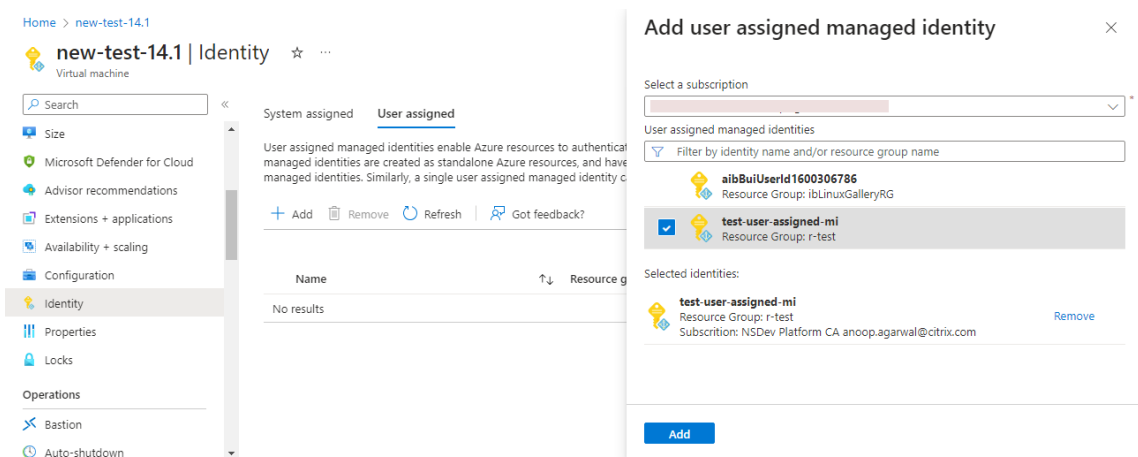 Home > new-test-14.1
new-test-14.1 | Identity
Virtual machine
Search
Size
Microsoft Defender for Cloud
Advisor recommendations
Extensions + applications
Availability + scaling
Configuration
Identity
Properties
Locks
Operations
Bastion
Auto-shutdown
System assigned User assigned
User assigned managed identities enable Azure resources to authenticat
managed identities are created as standalone Azure resources, and have
managed identities. Similarly, a single user assigned managed identity c
Add Remove Refresh Got feedback?
Name Resource g
No results
Add user assigned managed identity
Select a subscription
*
User assigned managed identities
Filter by identity name and/or resource group name
aibBuiUserId1600306786
Resource Group: ibLinuxGalleryRG
test-user-assigned-mi
Resource Group: r-test
Selected identities:
test-user-assigned-mi
Resource Group: r-test
Remove
Subscrition: NSDev Platform CA anoop.agarwal@citrix.com
Add